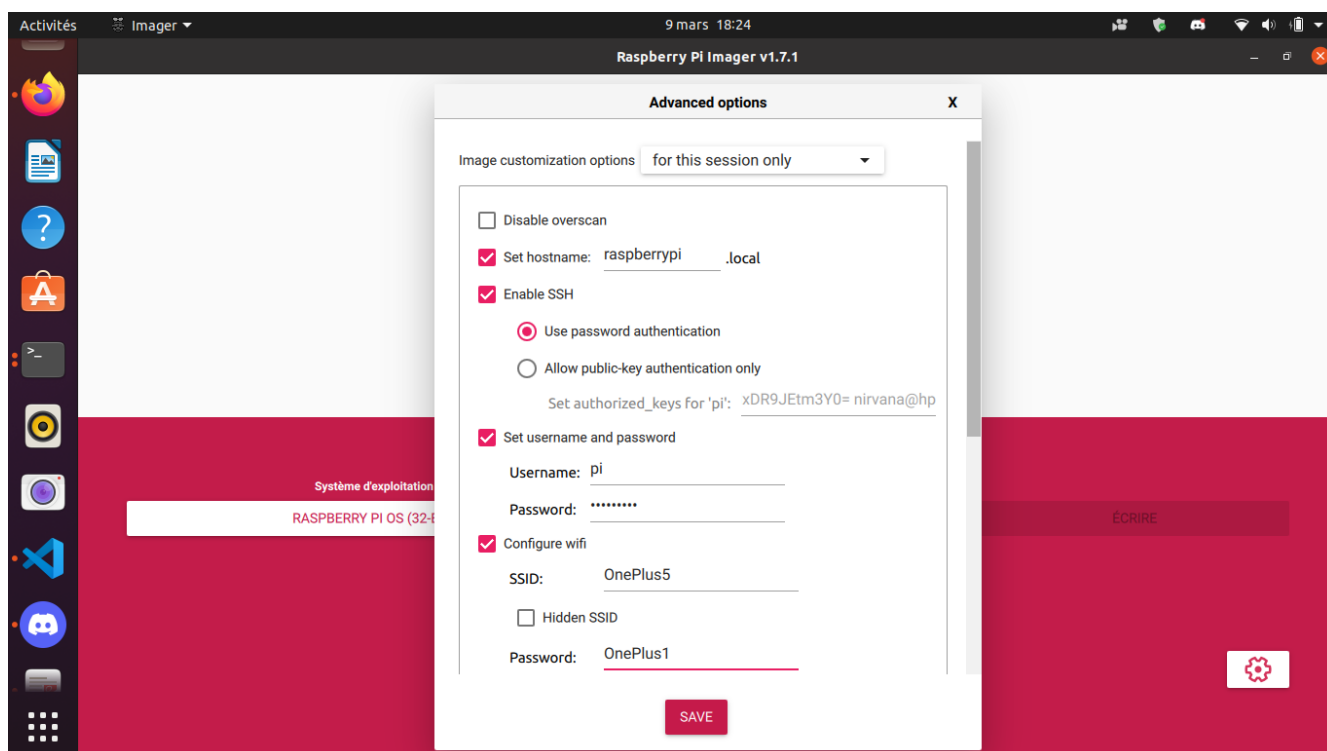 Activités Imager 9 mars 18:24
Raspberry Pi Imager v1.7.1
Advanced options X
Image customization options for this session only
Disable overscan
Set hostname: raspberrypi .local
Enable SSH
Use password authentication
Allow public-key authentication only
Set authorized_keys for 'pi': xDR9JEtm3Y0= nirvana@hp
Set username and password
Username: pi
Password: •••••••••
Configure wifi
SSID: OnePlus5
Hidden SSID
Password: OnePlus1
SAVE
Système d'exploitation
RASPBERRY PI OS (32-
ÉCRIRE